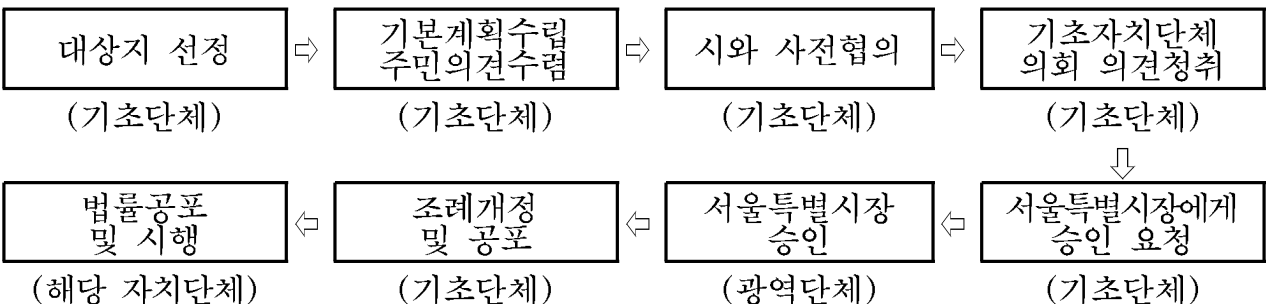 대상지 선정
기본계획수립
주민의견수렴
시와 사전협의
기초자치단체
의회 의견청취
(기초단체)
(기초단체)
(기초단체)
(기초단체)
서울특별시장에게
승인 요청
서울특별시장
승인
조례개정
및 공포
법률공포
및 시행
(기초단체)
(광역단체)
(기초단체)
(해당 자치단체)